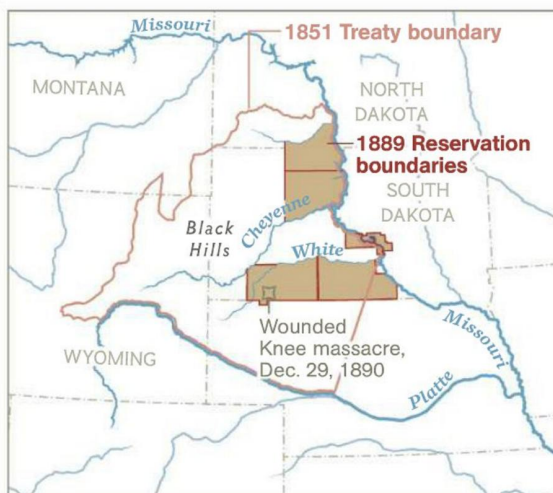 Missouri
1851 Treaty boundary
MONTANA
NORTH
DAKOTA
1889 Reservation
boundaries
SOUTH
DAKOTA
Cheyenne
Black
Hills
White
Wounded
Knee massacre,
Dec. 29, 1890
Missouri
WYOMING
Platte